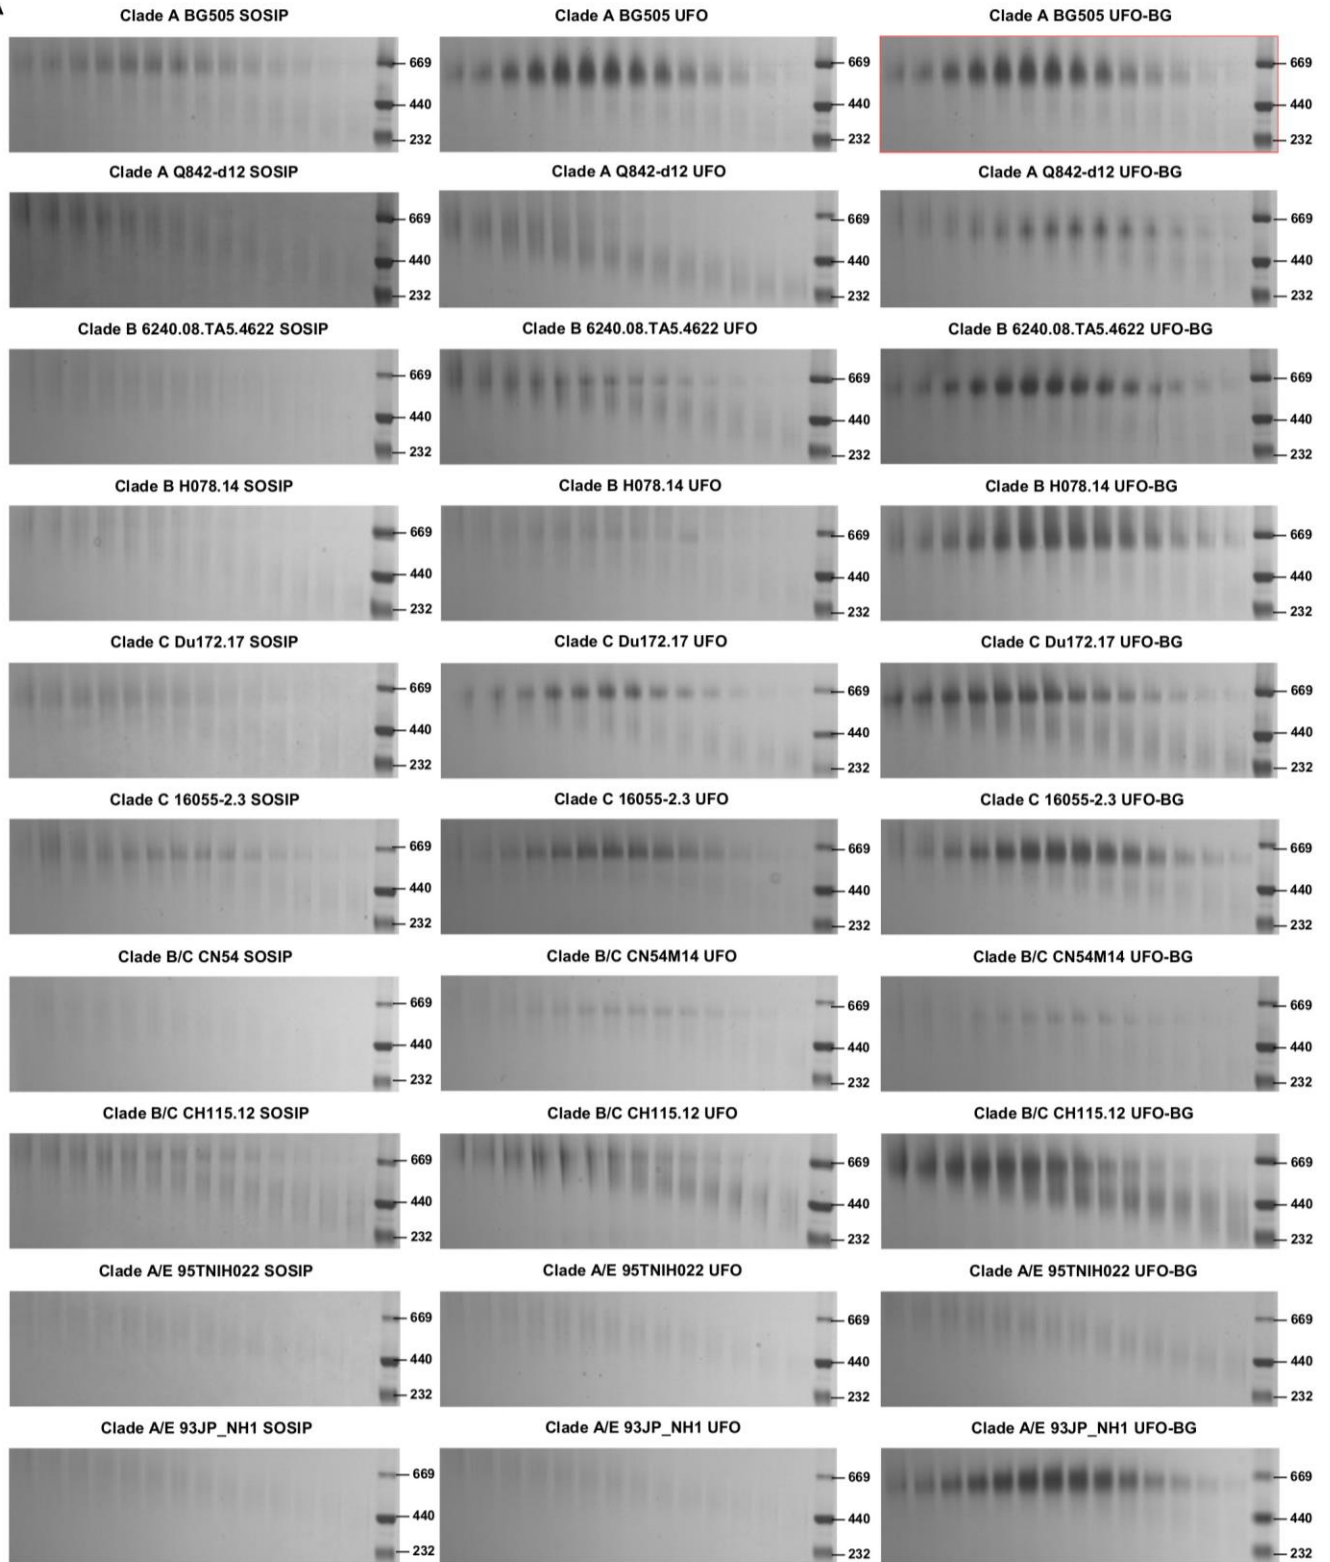 Clade A BG505 SOSIP Clade A BG505 UFO Clade A BG505 UFO-BG
669 669 669
440 440 440
232 232 232
Clade A Q842-d12 SOSIP Clade A Q842-d12 UFO Clade A Q842-d12 UFO-BG
669 669 669
440 440 440
232 232 232
Clade B 6240.08.TA5.4622 SOSIP Clade B 6240.08.TA5.4622 UFO Clade B 6240.08.TA5.4622 UFO-BG
669 669 669
440 440 440
232 232 232
Clade B H078.14 SOSIP Clade B H078.14 UFO Clade B H078.14 UFO-BG
669 669 669
440 440 440
232 232 232
Clade C Du172.17 SOSIP Clade C Du172.17 UFO Clade C Du172.17 UFO-BG
669 669 669
440 440 440
232 232 232
Clade C 16055-2.3 SOSIP Clade C 16055-2.3 UFO Clade C 16055-2.3 UFO-BG
669 669 669
440 440 440
232 232 232
Clade B/C CN54 SOSIP Clade B/C CN54M14 UFO Clade B/C CN54M14 UFO-BG
669 669 669
440 440 440
232 232 232
Clade B/C CH115.12 SOSIP Clade B/C CH115.12 UFO Clade B/C CH115.12 UFO-BG
669 669 669
440 440 440
232 232 232
Clade A/E 95TNIH022 SOSIP Clade A/E 95TNIH022 UFO Clade A/E 95TNIH022 UFO-BG
669 669 669
440 440 440
232 232 232
Clade A/E 93JP_NH1 SOSIP Clade A/E 93JP_NH1 UFO Clade A/E 93JP_NH1 UFO-BG
669 669 669
440 440 440
232 232 232